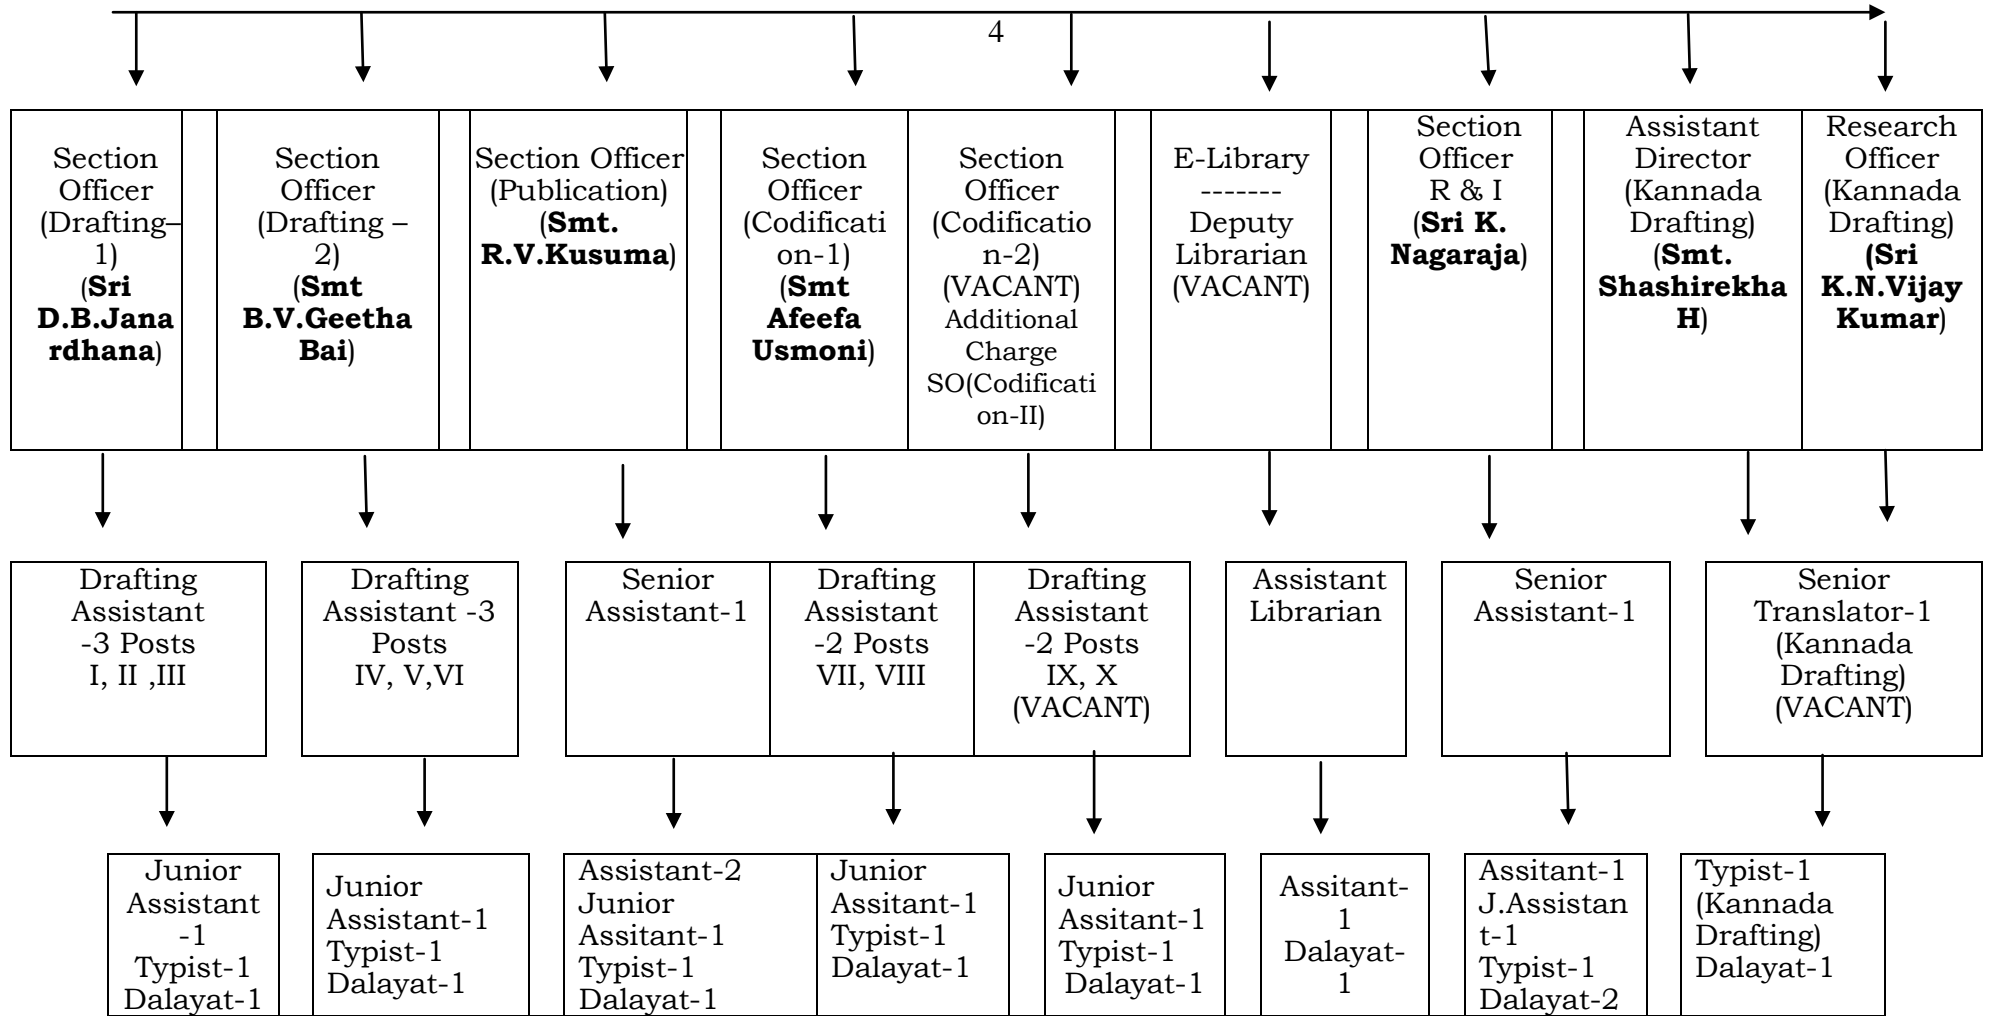 4
Section
Officer
(Drafting–
1)
(Sri
D.B.Jana
rdhana)
Section
Officer
(Drafting –
2)
(Smt
B.V.Geetha
Bai)
Section Officer
(Publication)
(Smt.
R.V.Kusuma)
Section
Officer
(Codificati
on-1)
(Smt
Afeefa
Usmoni)
Section
Officer
(Codificatio
n-2)
(VACANT)
Additional
Charge
SO(Codificati
on-II)
E-Library
-------
Deputy
Librarian
(VACANT)
Section
Officer
R & I
(Sri K.
Nagaraja)
Assistant
Director
(Kannada
Drafting)
(Smt.
Shashirekha
H)
Research
Officer
(Kannada
Drafting)
(Sri
K.N.Vijay
Kumar)
Drafting
Assistant
-3 Posts
I, II ,III
Drafting
Assistant -3
Posts
IV, V,VI
Senior
Assistant-1
Drafting
Assistant
-2 Posts
VII, VIII
Drafting
Assistant
-2 Posts
IX, X
(VACANT)
Assistant
Librarian
Senior
Assistant-1
Senior
Translator-1
(Kannada
Drafting)
(VACANT)
Junior
Assistant
-1
Typist-1
Dalayat-1
Junior
Assistant-1
Typist-1
Dalayat-1
Assistant-2
Junior
Assitant-1
Typist-1
Dalayat-1
Junior
Assitant-1
Typist-1
Dalayat-1
Junior
Assitant-1
Typist-1
Dalayat-1
Assitant-
1
Dalayat-
1
Assitant-1
J.Assistan
t-1
Typist-1
Dalayat-2
Typist-1
(Kannada
Drafting)
Dalayat-1